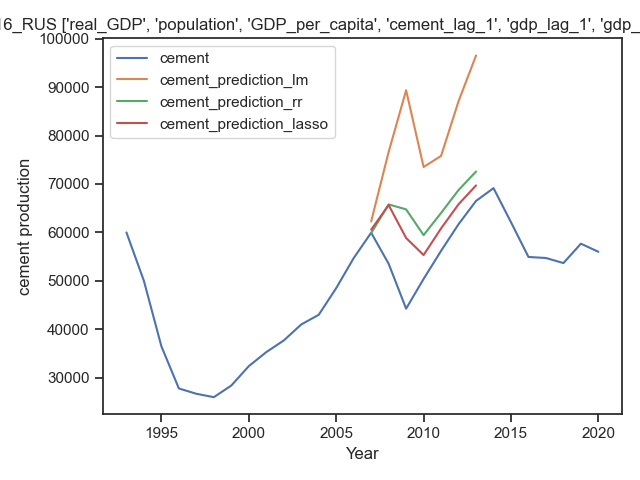 16_RUS ['real_GDP', 'population', 'GDP_per_capita', 'cement_lag_1', 'gdp_lag_1', 'gdp_
100000
90000
80000
70000
60000
50000
40000
30000
cement production
cement
cement_prediction_lm
cement_prediction_rr
cement_prediction_lasso
1995
2000
2005
2010
2015
2020
Year